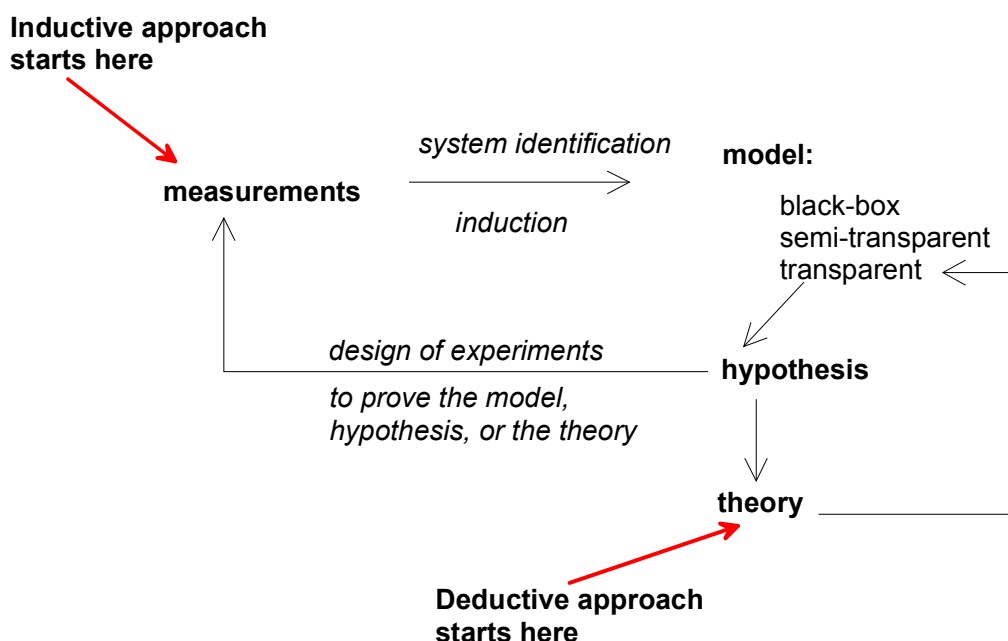 Inductive approach
starts here
system identification
model:
measurements
induction
black-box
semi-transparent
transparent
design of experiments
hypothesis
to prove the model,
hypothesis, or the theory
theory
Deductive approach
starts here